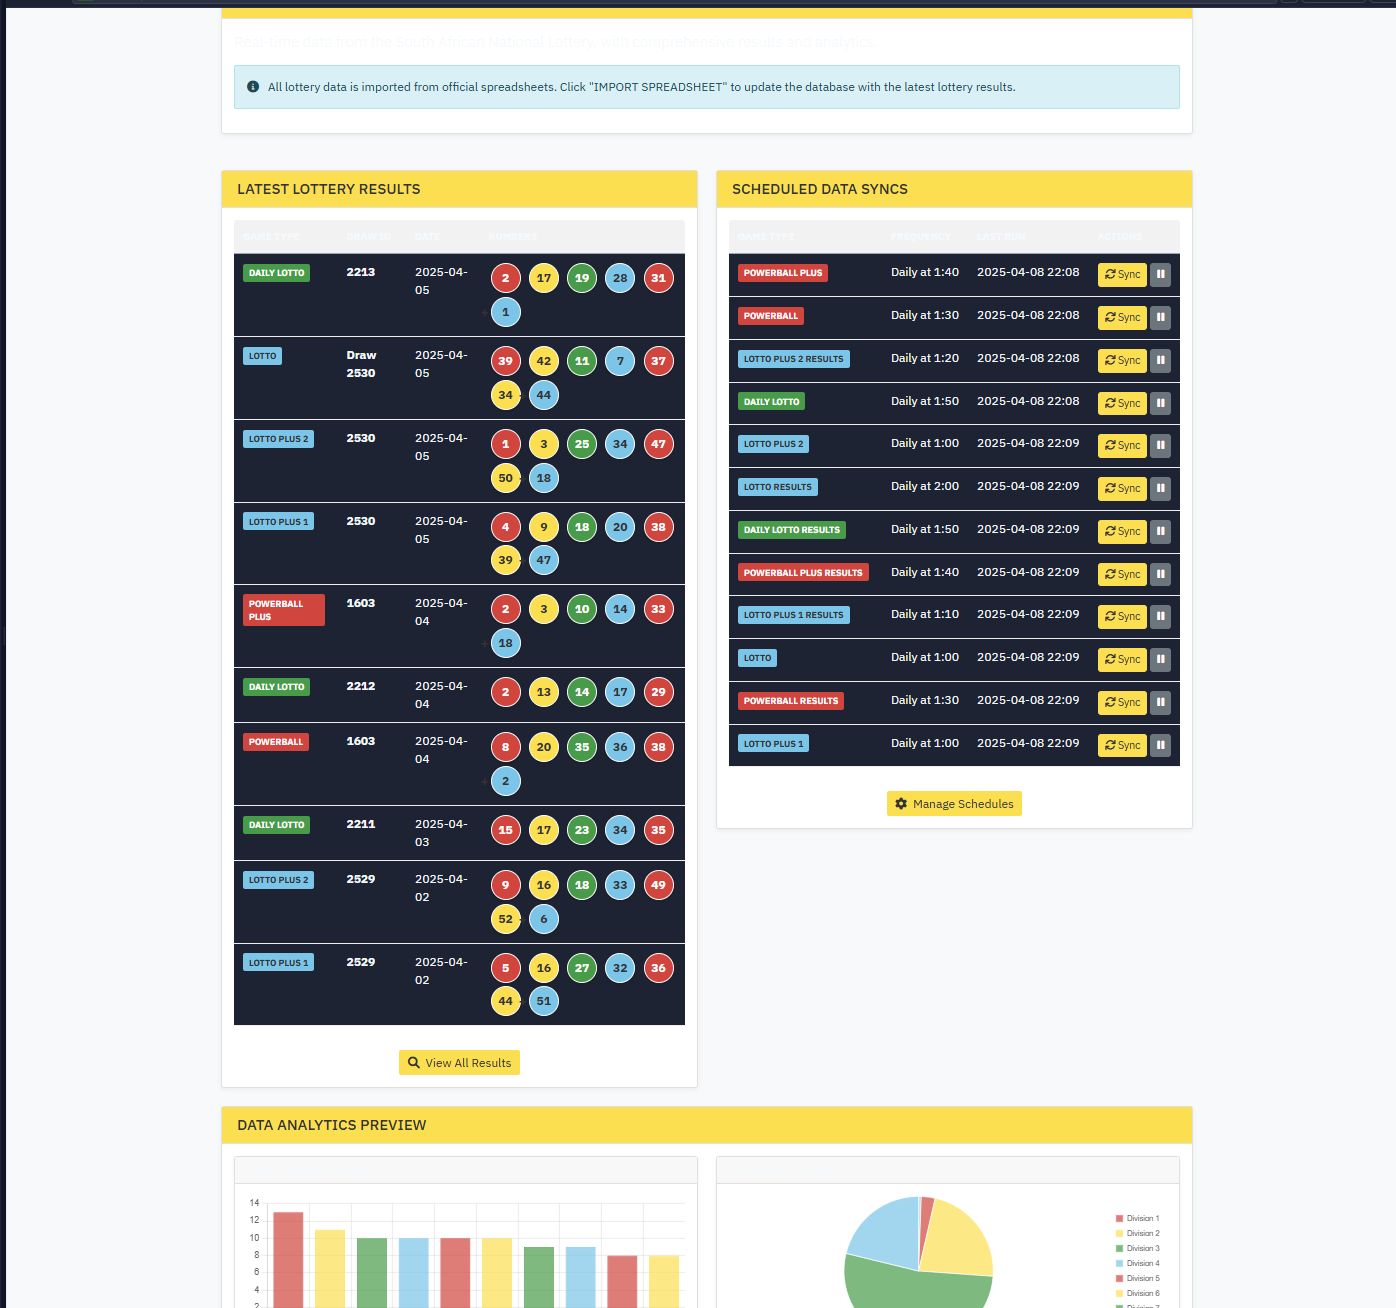 Real-time data from the South African National Lottery, with comprehensive results and analytics.
All lottery data is imported from official spreadsheets. Click "IMPORT SPREADSHEET" to update the database with the latest lottery results.
LATEST LOTTERY RESULTS
GAME TYPE DRAW ID DATE NUMBERS
DAILY LOTTO 2213 2025-04- 2 17 19 28 31
05 + 1
LOTTO Draw 2025-04- 39 42 11 7 37
2530 05 34 44
LOTTO PLUS 2 2530 2025-04- 1 3 25 34 47
05 50 18
LOTTO PLUS 1 2530 2025-04- 4 9 18 20 38
05 39 47
POWERBALL 1603 2025-04- 2 3 10 14 33
PLUS 04 + 18
DAILY LOTTO 2212 2025-04- 2 13 14 17 29
04
POWERBALL 1603 2025-04- 8 20 35 36 38
04 + 2
DAILY LOTTO 2211 2025-04- 15 17 23 34 35
03
LOTTO PLUS 2 2529 2025-04- 9 16 18 33 49
02 52 6
LOTTO PLUS 1 2529 2025-04- 5 16 27 32 36
02 44 51
View All Results
SCHEDULED DATA SYNCS
GAME TYPE FREQUENCY LAST RUN ACTIONS
POWERBALL PLUS Daily at 1:40 2025-04-08 22:08 Sync
POWERBALL Daily at 1:30 2025-04-08 22:08 Sync
LOTTO PLUS 2 RESULTS Daily at 1:20 2025-04-08 22:08 Sync
DAILY LOTTO Daily at 1:50 2025-04-08 22:08 Sync
LOTTO PLUS 2 Daily at 1:00 2025-04-08 22:09 Sync
LOTTO RESULTS Daily at 2:00 2025-04-08 22:09 Sync
DAILY LOTTO RESULTS Daily at 1:50 2025-04-08 22:09 Sync
POWERBALL PLUS RESULTS Daily at 1:40 2025-04-08 22:09 Sync
LOTTO PLUS 1 RESULTS Daily at 1:10 2025-04-08 22:09 Sync
LOTTO Daily at 1:00 2025-04-08 22:09 Sync
POWERBALL RESULTS Daily at 1:30 2025-04-08 22:09 Sync
LOTTO PLUS 1 Daily at 1:00 2025-04-08 22:09 Sync
Manage Schedules
DATA ANALYTICS PREVIEW
14
12
10
8
6
4
2
Division 1
Division 2
Division 3
Division 4
Division 5
Division 6